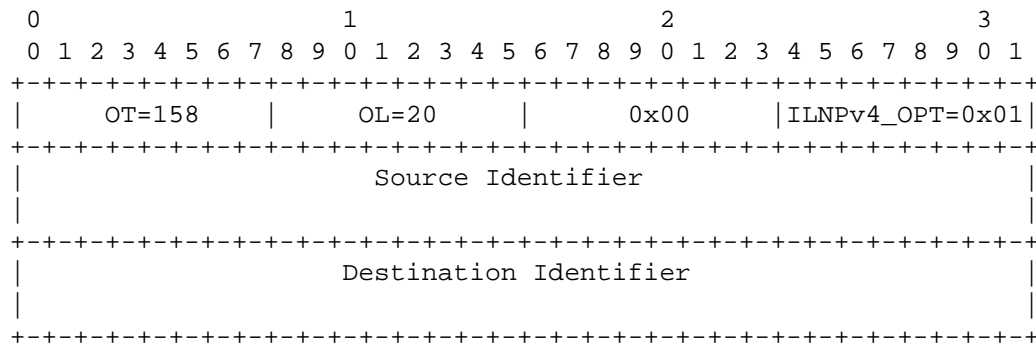 0                   1                   2                   3
 0 1 2 3 4 5 6 7 8 9 0 1 2 3 4 5 6 7 8 9 0 1 2 3 4 5 6 7 8 9 0 1
+-+-+-+-+-+-+-+-+-+-+-+-+-+-+-+-+-+-+-+-+-+-+-+-+-+-+-+-+-+-+-+-+
|     OT=158    |     OL=20     |      0x00     |ILNPv4_OPT=0x01|
+-+-+-+-+-+-+-+-+-+-+-+-+-+-+-+-+-+-+-+-+-+-+-+-+-+-+-+-+-+-+-+-+
|                      Source Identifier                        |
|                                                               |
+-+-+-+-+-+-+-+-+-+-+-+-+-+-+-+-+-+-+-+-+-+-+-+-+-+-+-+-+-+-+-+-+
|                    Destination Identifier                     |
|                                                               |
+-+-+-+-+-+-+-+-+-+-+-+-+-+-+-+-+-+-+-+-+-+-+-+-+-+-+-+-+-+-+-+-+